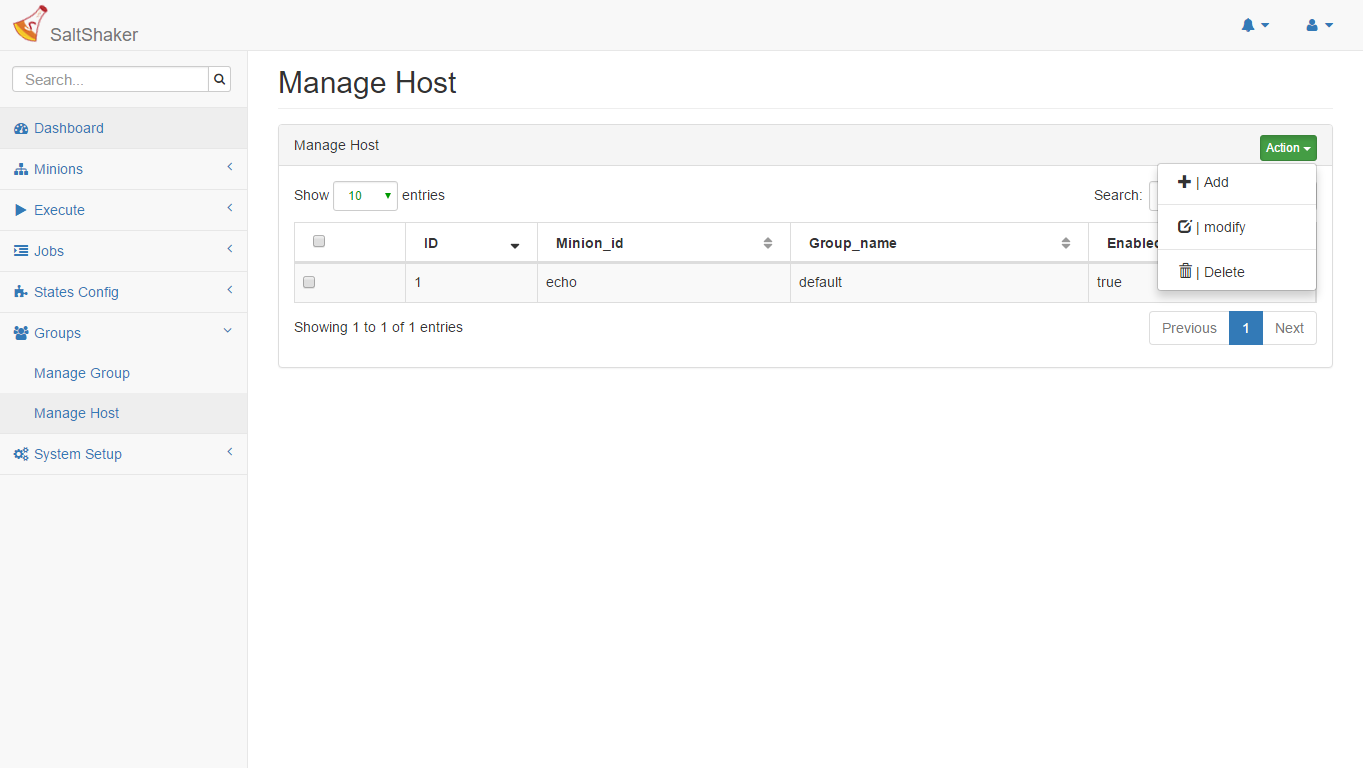 SaltShaker
Search...
Dashboard
Minions
Execute
Jobs
States Config
Groups
Manage Group
Manage Host
System Setup
Manage Host
Manage Host
Action
| Add
| modify
| Delete
Show 10 entries
Search:
ID Minion_id Group_name Enabled
1 echo default true
Showing 1 to 1 of 1 entries
Previous 1 Next